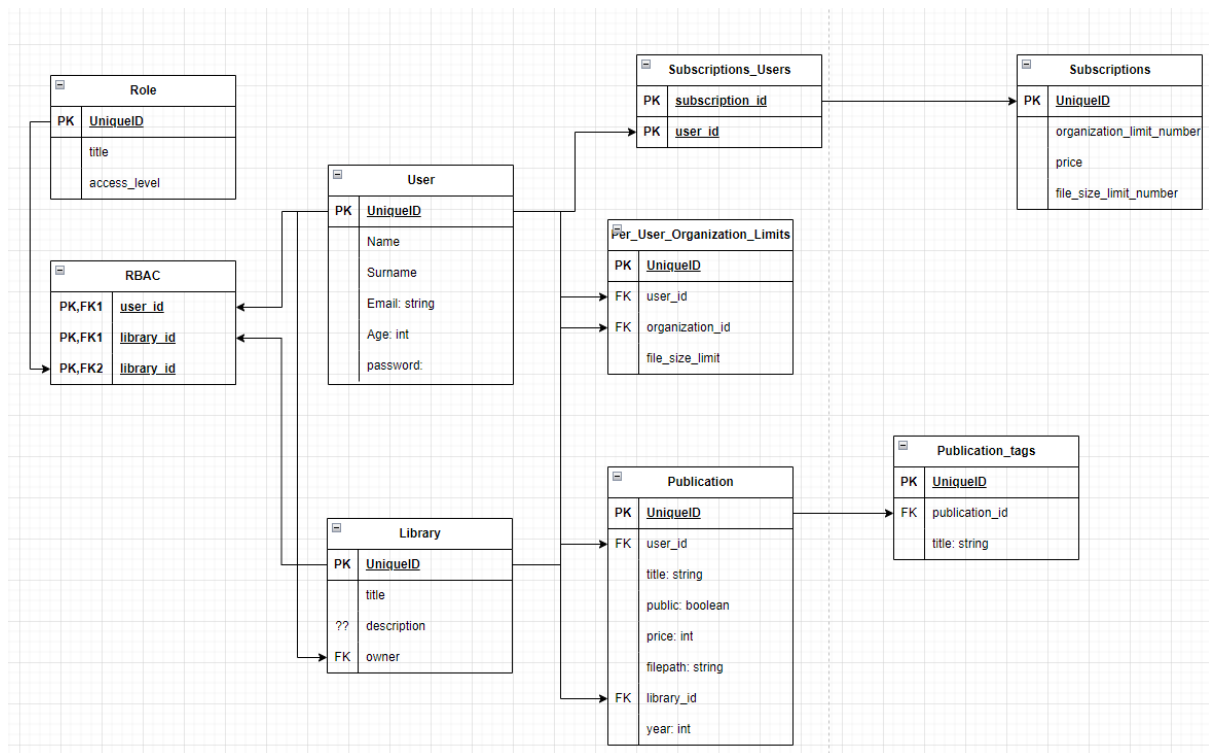 Role
PK UniqueID
title
access_level
RBAC
PK,FK1 user_id
PK,FK1 library_id
PK,FK2 library_id
User
PK UniqueID
Name
Surname
Email: string
Age: int
password:
Library
PK UniqueID
title
?? description
FK owner
Subscriptions_Users
PK subscription_id
PK user_id
Per_User_Organization_Limits
PK UniqueID
FK user_id
FK organization_id
file_size_limit
Publication
PK UniqueID
FK user_id
title: string
public: boolean
price: int
filepath: string
FK library_id
year: int
Subscriptions
PK UniqueID
organization_limit_number
price
file_size_limit_number
Publication_tags
PK UniqueID
FK publication_id
title: string